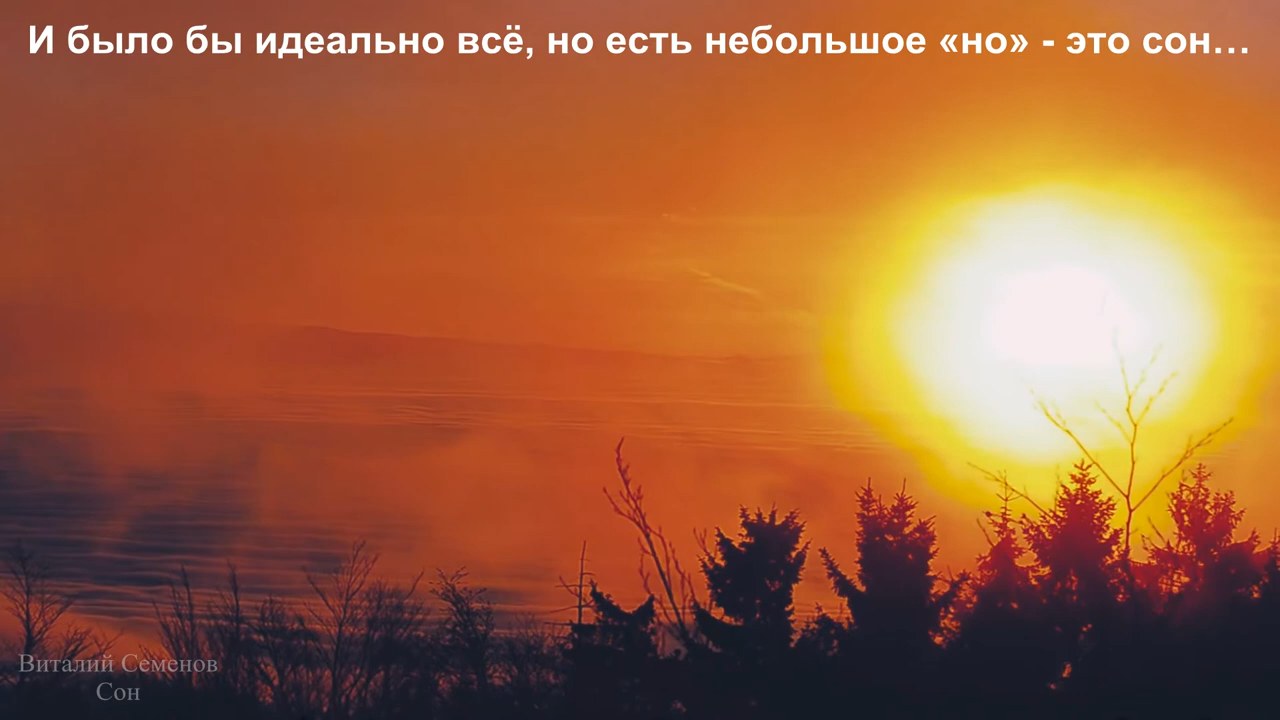 И было бы идеально всё, но есть небольшое «но» - это сон…
Виталий Семенов
Сон